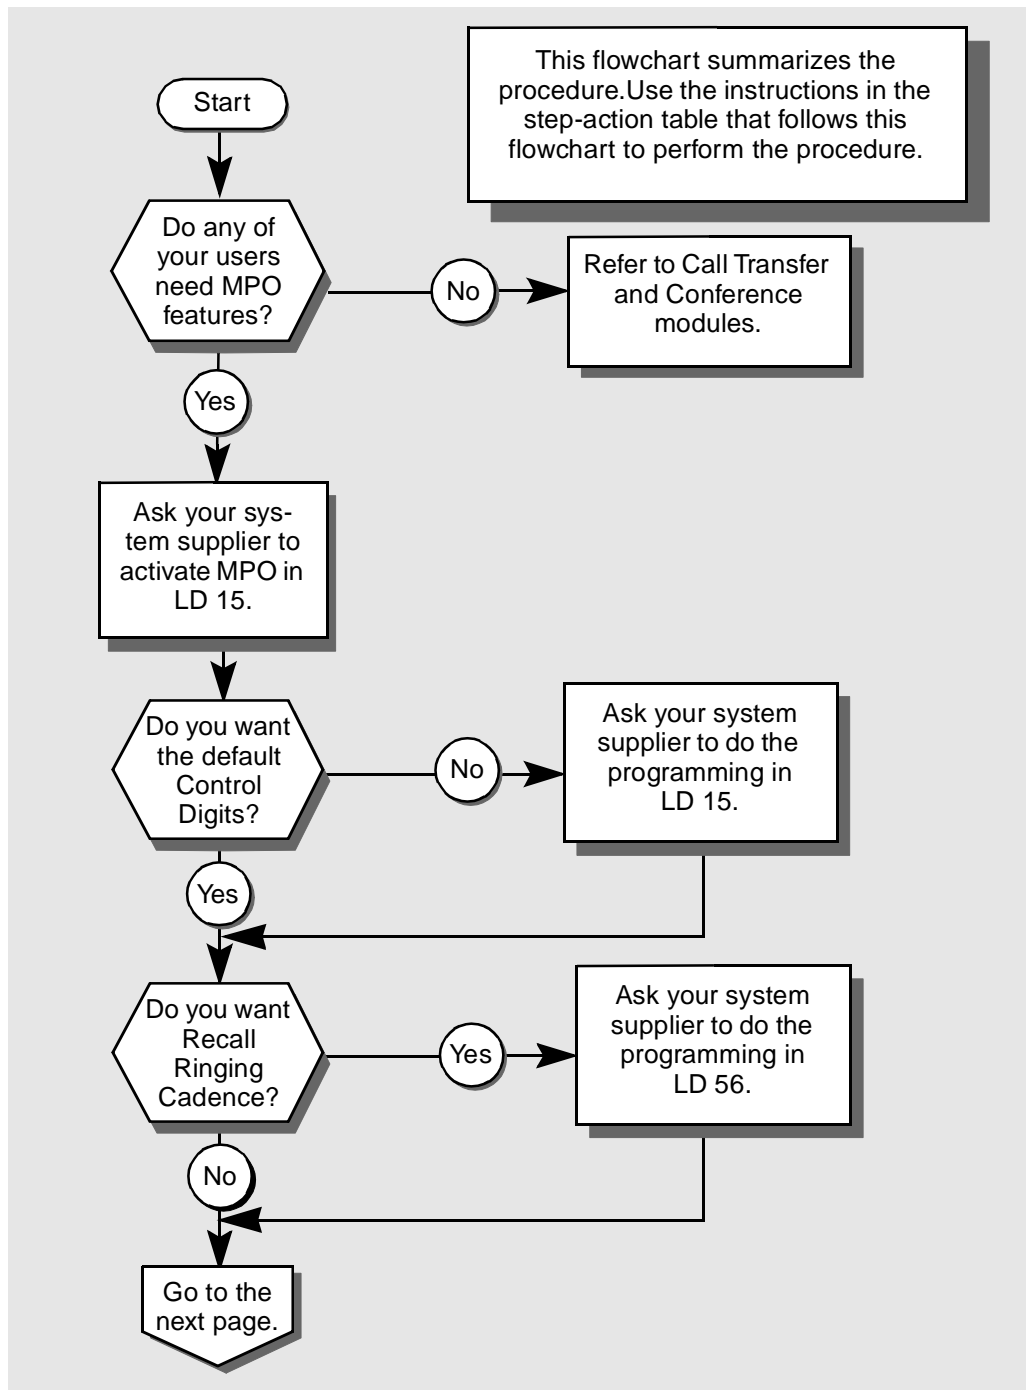 This flowchart summarizes the
procedure.Use the instructions in the
step-action table that follows this
flowchart to perform the procedure.
Start
Do any of
your users
need MPO
features?
No
Refer to Call Transfer
and Conference
modules.
Yes
Ask your sys-
tem supplier to
activate MPO in
LD 15.
Do you want
the default
Control
Digits?
No
Ask your system
supplier to do the
programming in
LD 15.
Yes
Do you want
Recall
Ringing
Cadence?
Yes
Ask your system
supplier to do the
programming in
LD 56.
No
Go to the
next page.